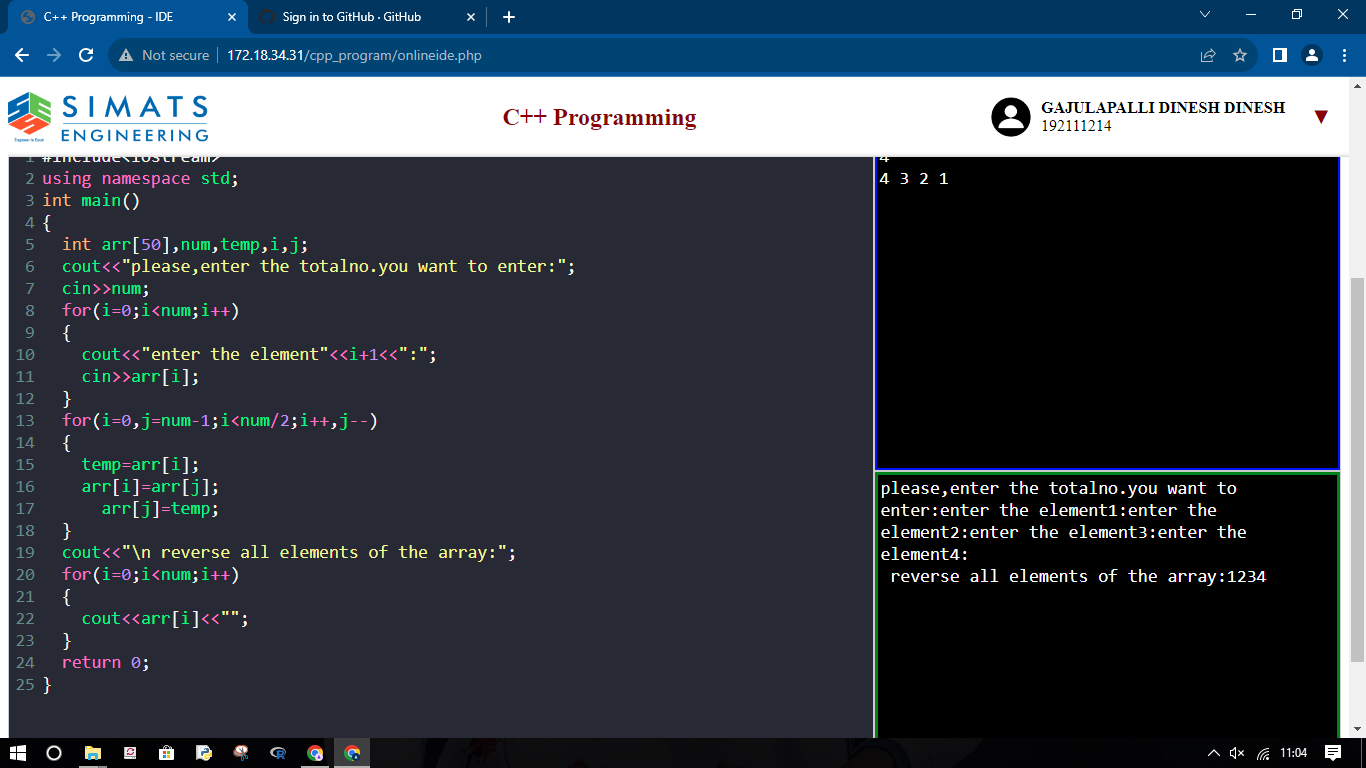 C++ Programming - IDE
Sign in to GitHub · GitHub
Not secure
172.18.34.31/cpp_program/onlineide.php
SIMATS
ENGINEERING
Engineer to Excel
C++ Programming
GAJULAPALLI DINESH DINESH
192111214
1 #include<iostream>
2 using namespace std;
3 int main()
4 {
5 int arr[50],num,temp,i,j;
6 cout<<"please,enter the totalno.you want to enter:";
7 cin>>num;
8 for(i=0;i<num;i++)
9 {
10 cout<<"enter the element"<<i+1<<":";
11 cin>>arr[i];
12 }
13 for(i=0,j=num-1;i<num/2;i++,j--)
14 {
15 temp=arr[i];
16 arr[i]=arr[j];
17 arr[j]=temp;
18 }
19 cout<<"\n reverse all elements of the array:";
20 for(i=0;i<num;i++)
21 {
22 cout<<arr[i]<<"";
23 }
24 return 0;
25 }
4
4 3 2 1
please,enter the totalno.you want to
enter:enter the element1:enter the
element2:enter the element3:enter the
element4:
reverse all elements of the array:1234
11:04